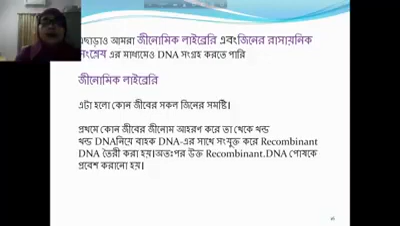 এছাড়াও আমরা জীনোমিক লাইব্রেরি এবংজিনের রাসায়নিক
সংশ্লেষ এর মাধ্যমেও DNA সংগ্রহ করতে পারি
জীনোমিক লাইব্রেরি
এটা হলো কোন জীবের সকল জিনের সমষ্টি।
প্রথমে কোন জীবের জীনোম আহরণ করে তা থেকে খন্ড
খন্ড DNAনিয়ে বাহক DNA-এর সাথে সংযুক্ত করে Recombinant
DNA তৈরী করা হয়।অতঃপর উক্ত Recombinant.DNA পোষকে
প্রবেশ করানো হয়।